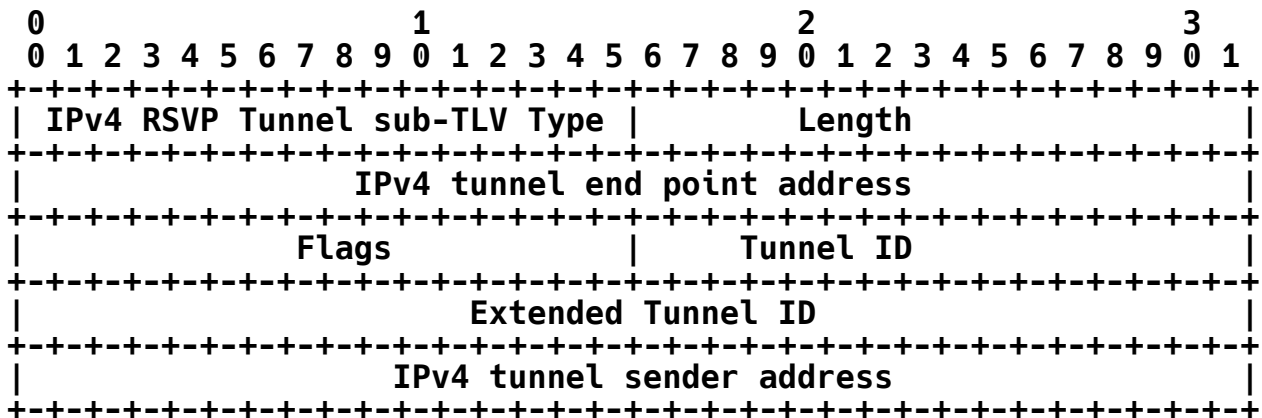 0                   1                   2                   3
 0 1 2 3 4 5 6 7 8 9 0 1 2 3 4 5 6 7 8 9 0 1 2 3 4 5 6 7 8 9 0 1
+-+-+-+-+-+-+-+-+-+-+-+-+-+-+-+-+-+-+-+-+-+-+-+-+-+-+-+-+-+-+-+-+
| IPv4 RSVP Tunnel sub-TLV Type |        Length                 |
+-+-+-+-+-+-+-+-+-+-+-+-+-+-+-+-+-+-+-+-+-+-+-+-+-+-+-+-+-+-+-+-+
|                 IPv4 tunnel end point address                 |
+-+-+-+-+-+-+-+-+-+-+-+-+-+-+-+-+-+-+-+-+-+-+-+-+-+-+-+-+-+-+-+-+
|              Flags            |     Tunnel ID                 |
+-+-+-+-+-+-+-+-+-+-+-+-+-+-+-+-+-+-+-+-+-+-+-+-+-+-+-+-+-+-+-+-+
|                       Extended Tunnel ID                      |
+-+-+-+-+-+-+-+-+-+-+-+-+-+-+-+-+-+-+-+-+-+-+-+-+-+-+-+-+-+-+-+-+
|                   IPv4 tunnel sender address                  |
+-+-+-+-+-+-+-+-+-+-+-+-+-+-+-+-+-+-+-+-+-+-+-+-+-+-+-+-+-+-+-+-+